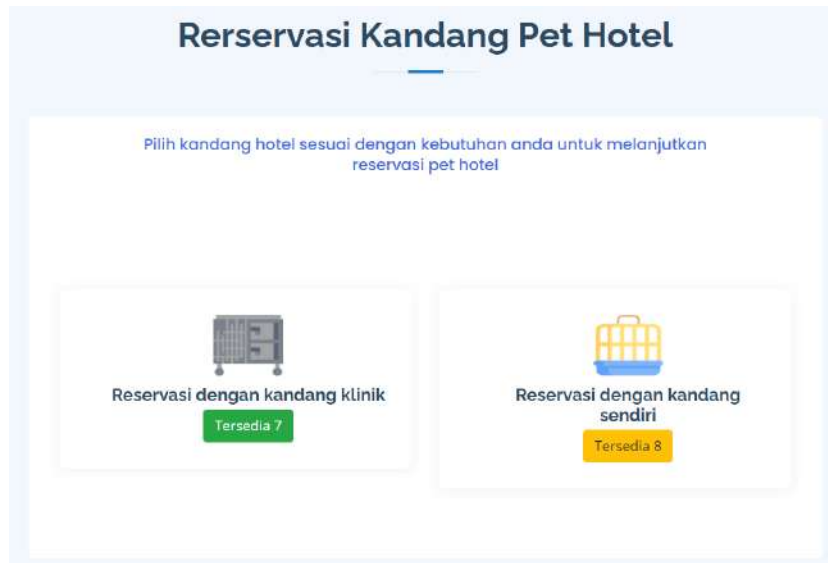 Rerservasi Kandang Pet Hotel
Pilih kandang hotel sesuai dengan kebutuhan anda untuk melanjutkan
reservasi pet hotel
Reservasi dengan kandang klinik
Tersedia 7
Reservasi dengan kandang
sendiri
Tersedia 8